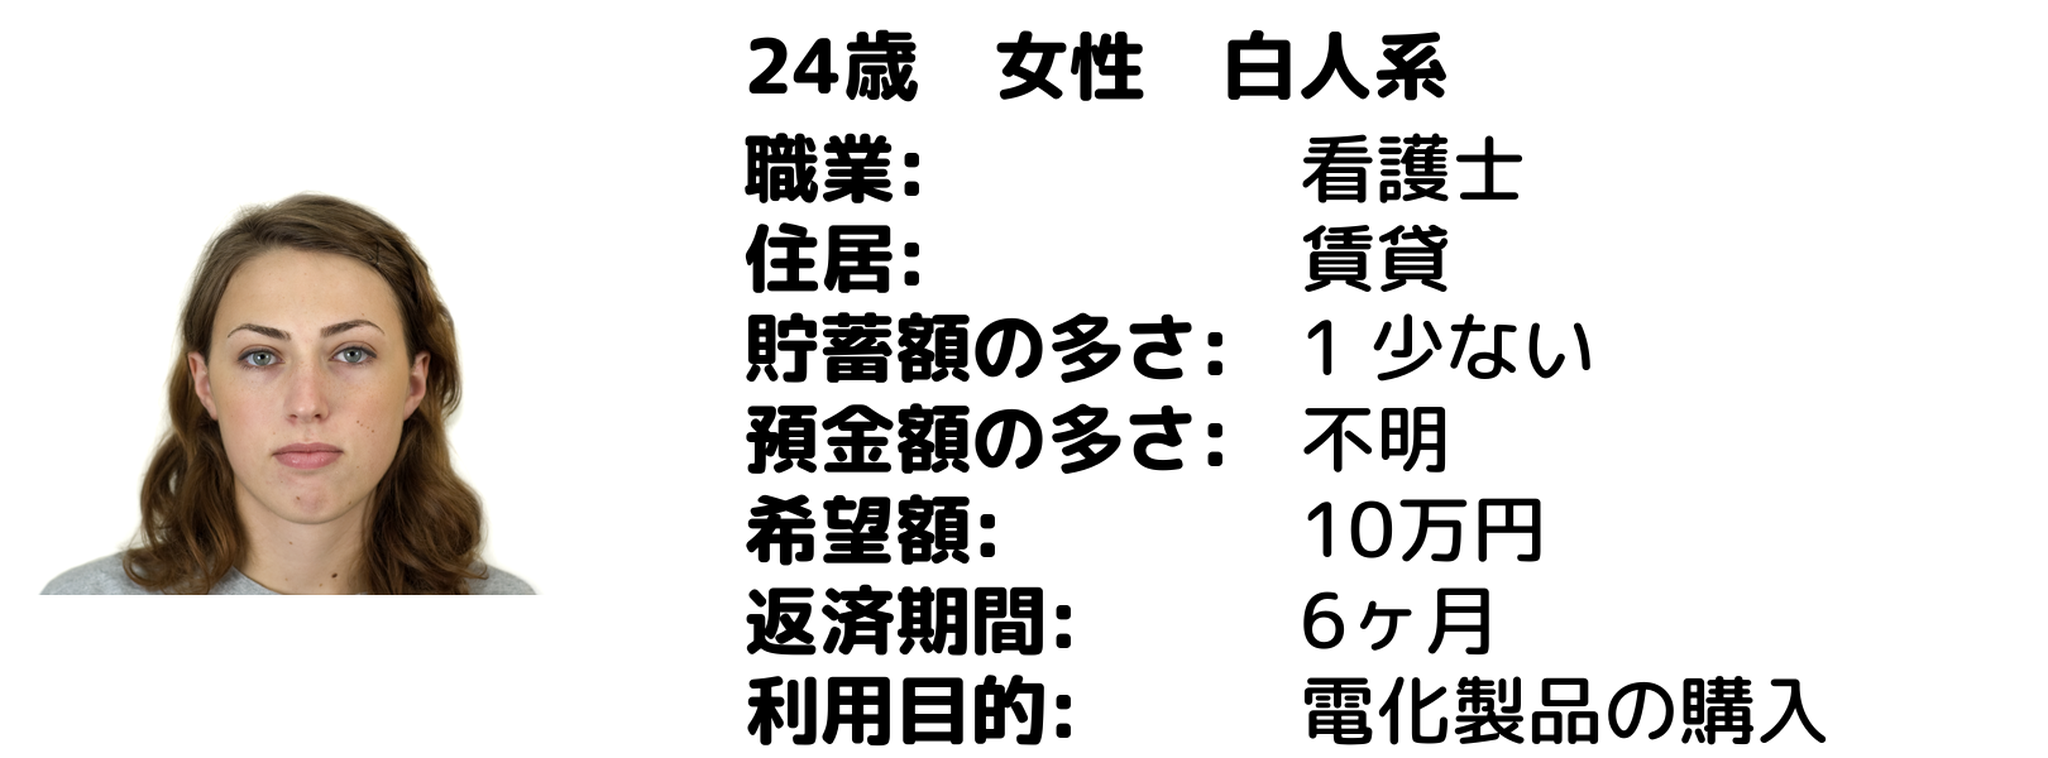 24歳　女性　白人系
職業: 看護士
住居: 賃貸
貯蓄額の多さ: 1 少ない
預金額の多さ: 不明
希望額: 10万円
返済期間: 6ヶ月
利用目的: 電化製品の購入